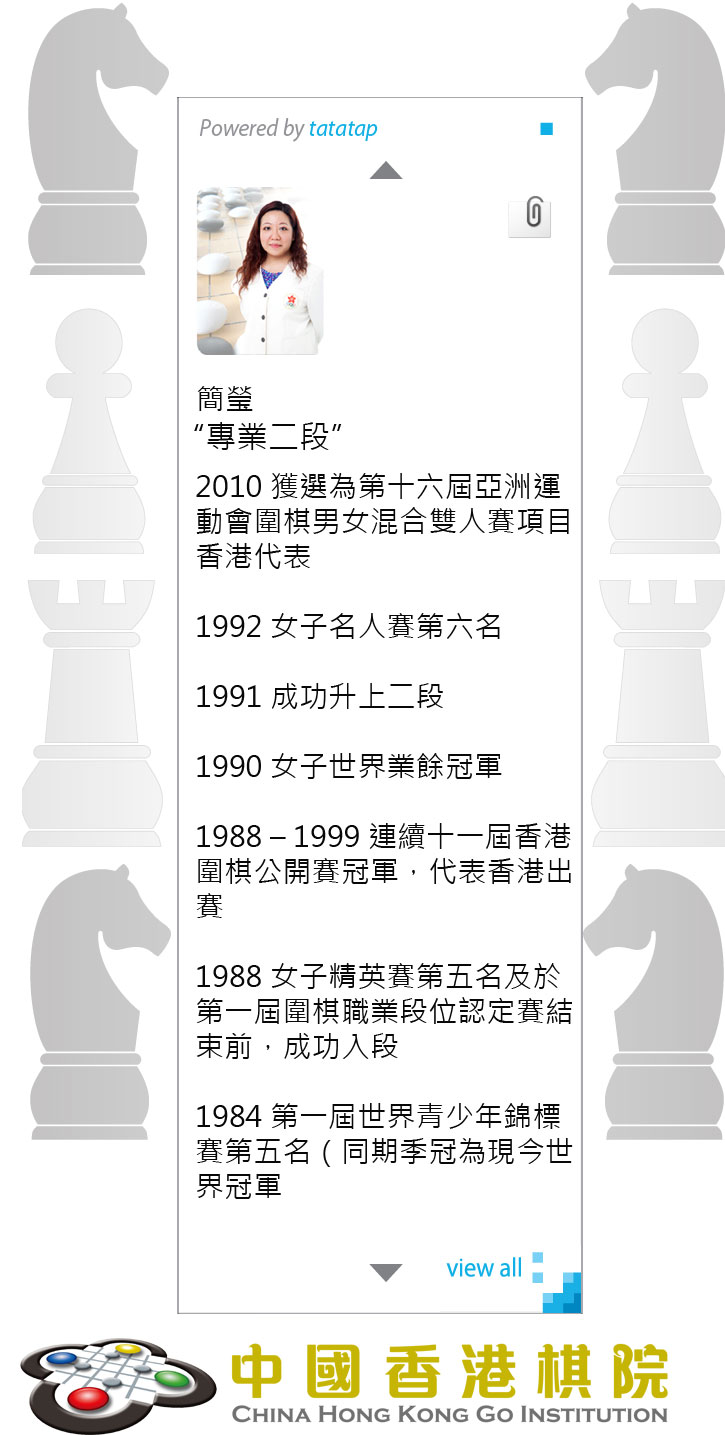 Powered by tatatap
簡瑩
“專業二段”
2010 獲選為第十六屆亞洲運
動會圍棋男女混合雙人賽項目
香港代表
1992 女子名人賽第六名
1991 成功升上二段
1990 女子世界業餘冠軍
1988 – 1999 連續十一屆香港
圍棋公開賽冠軍，代表香港出
賽
1988 女子精英賽第五名及於
第一屆圍棋職業段位認定賽結
束前，成功入段
1984 第一屆世界青少年錦標
賽第五名（同期季冠為現今世
界冠軍
view all
中國香港棋院
CHINA HONG KONG GO INSTITUTION